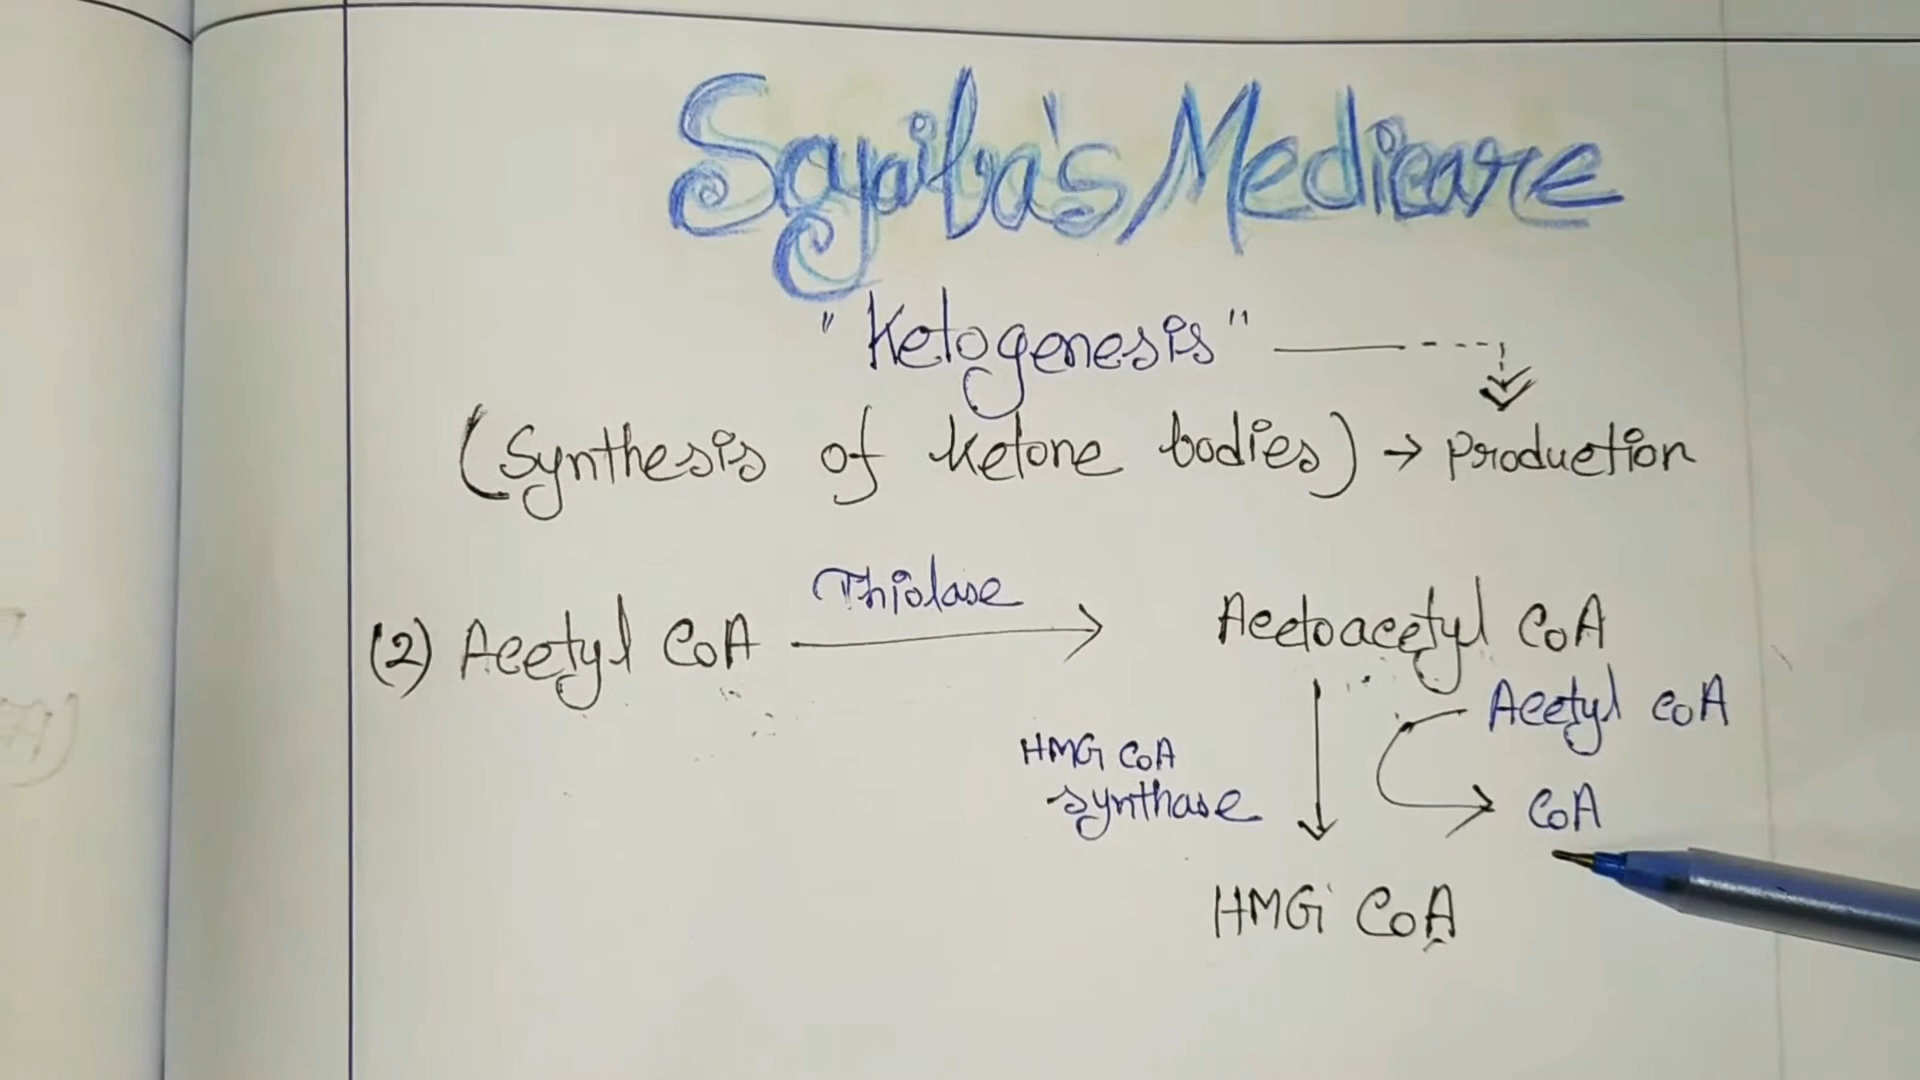 Sayaiba's Medicare
"Ketogenesis"
(Synthesis of ketone bodies) → Production
(2) Acetyl CoA Thiolase Acetoacetyl CoA
Acetyl CoA
HMG CoA
synthase
CoA
HMG CoA